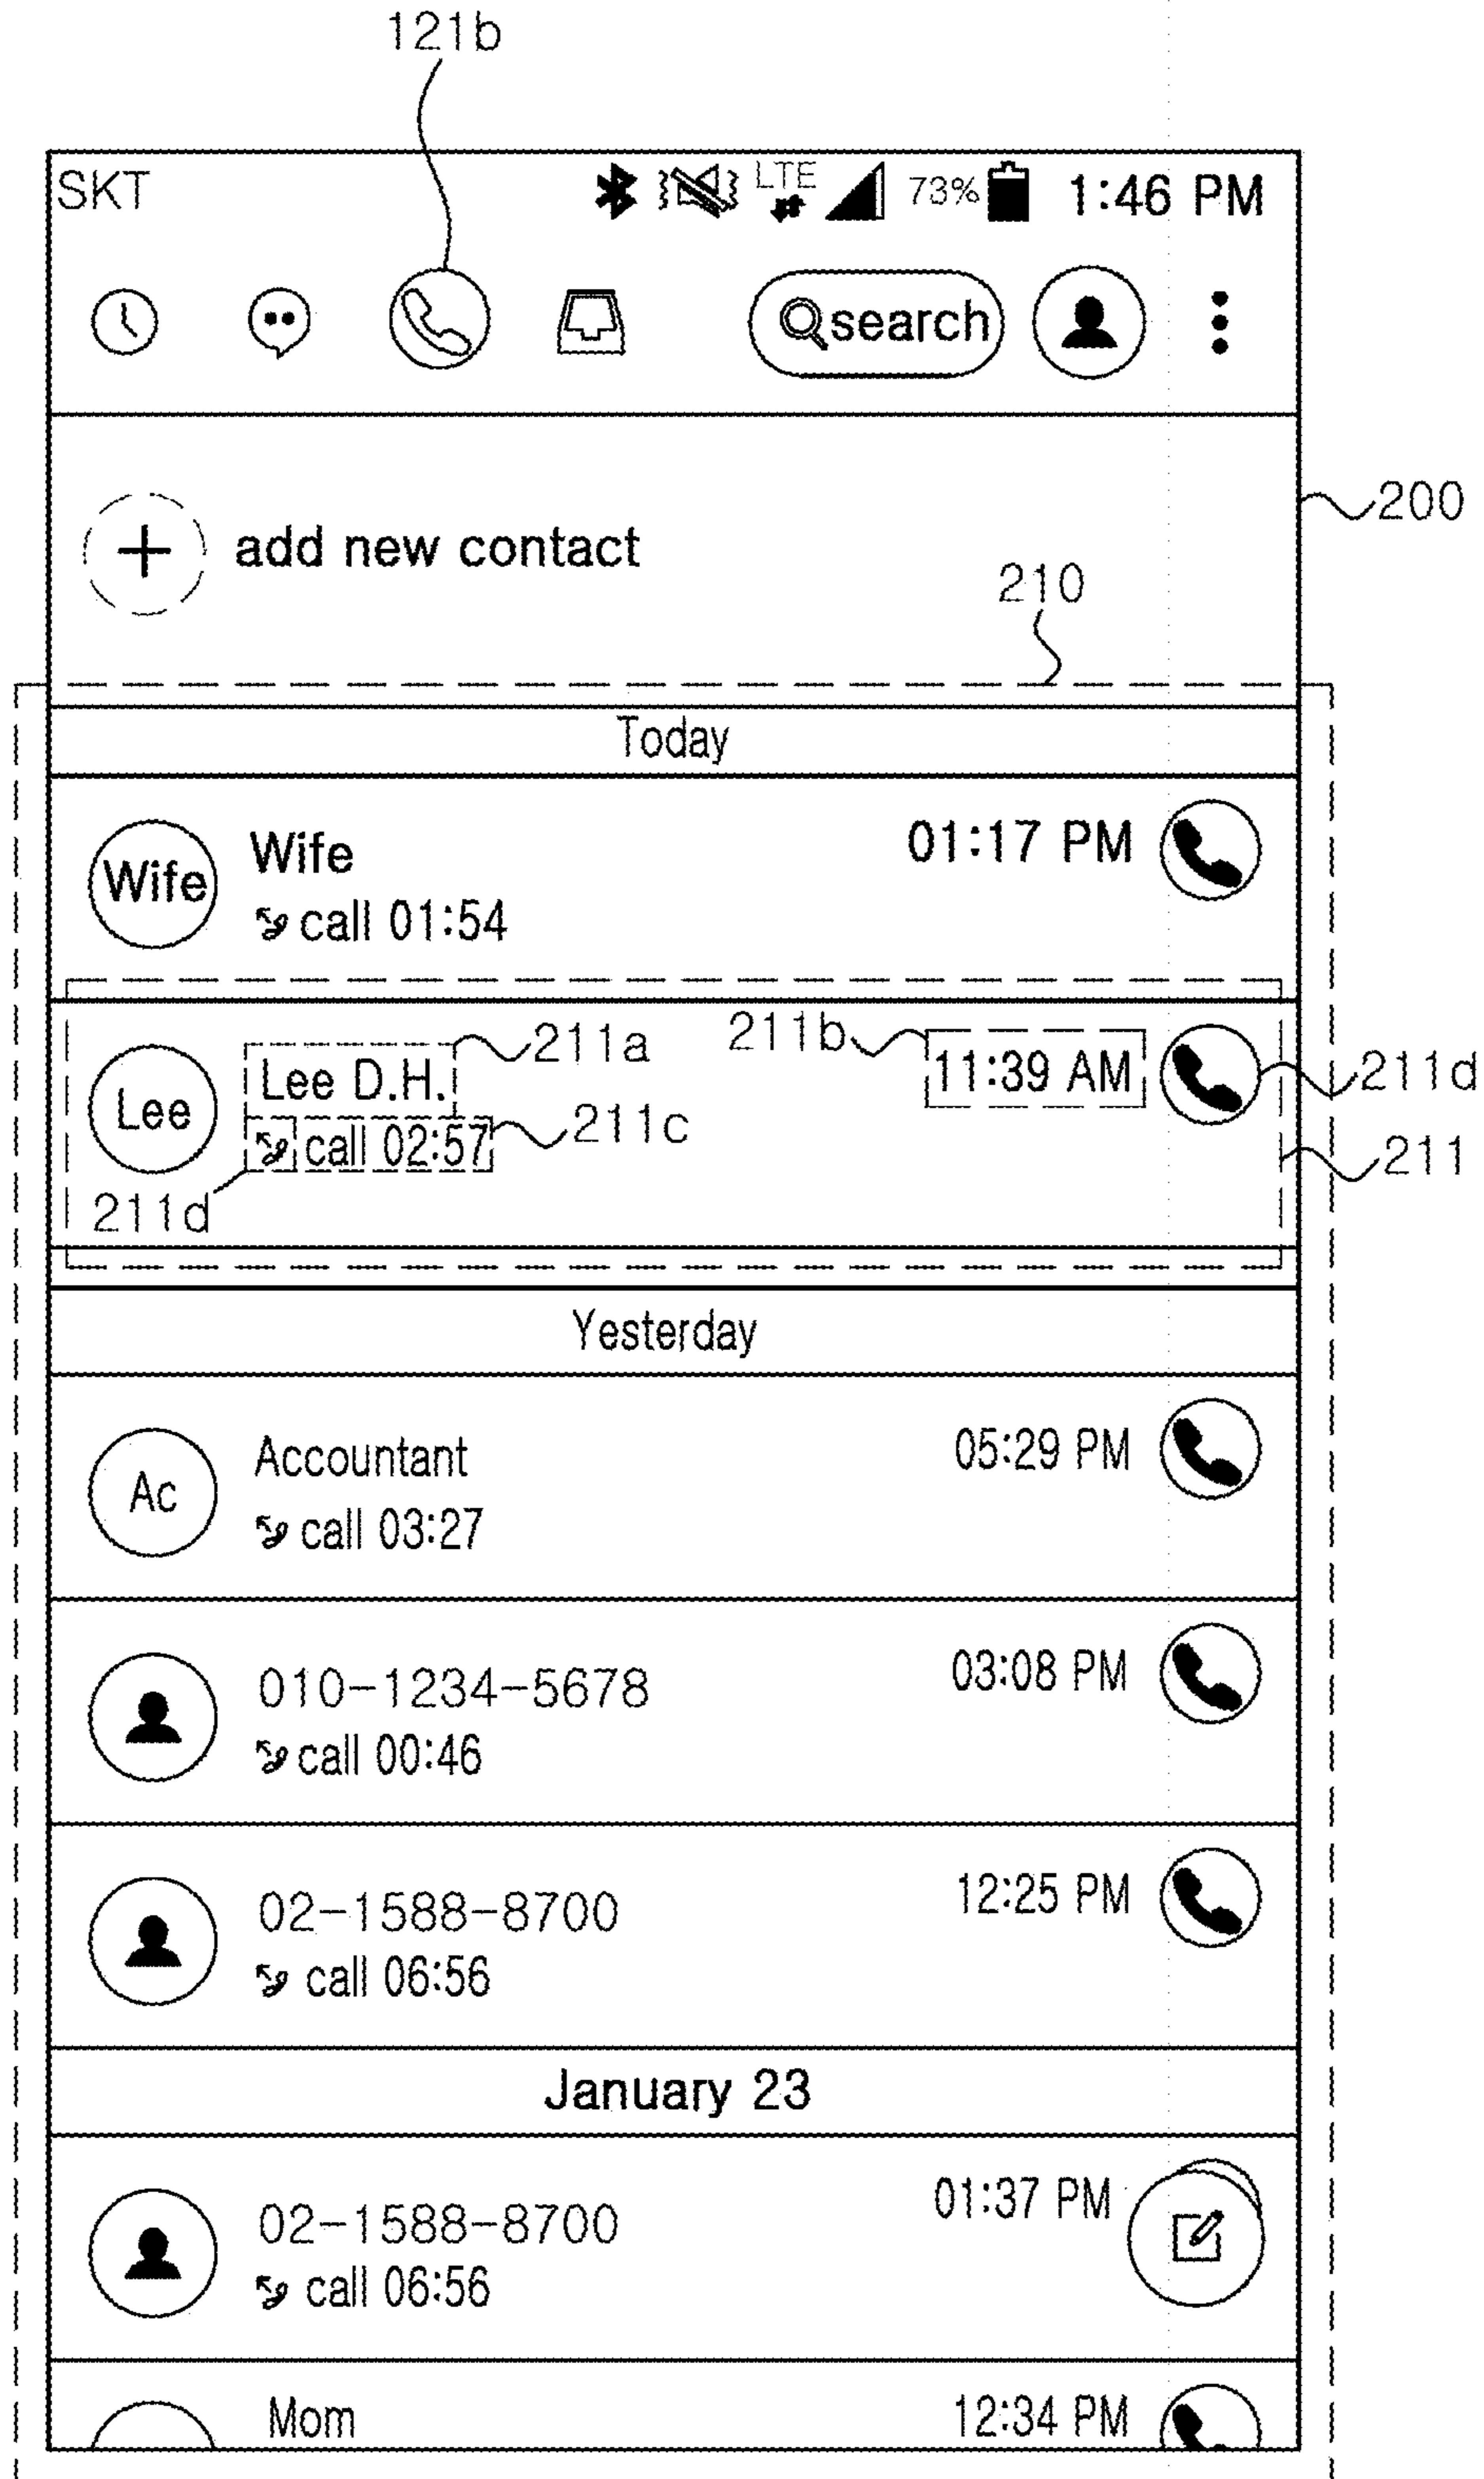 121b
SKT LTE 73% 1:46 PM
search
200
add new contact
210
Today
Wife Wife 01:17 PM
call 01:54
211a 211b
Lee Lee D.H. 11:39 AM 211d
call 02:57 211c
211
211d
Yesterday
Ac Accountant 05:29 PM
call 03:27
010-1234-5678 03:08 PM
call 00:46
02-1588-8700 12:25 PM
call 06:56
January 23
02-1588-8700 01:37 PM
call 06:56
Mom 12:34 PM